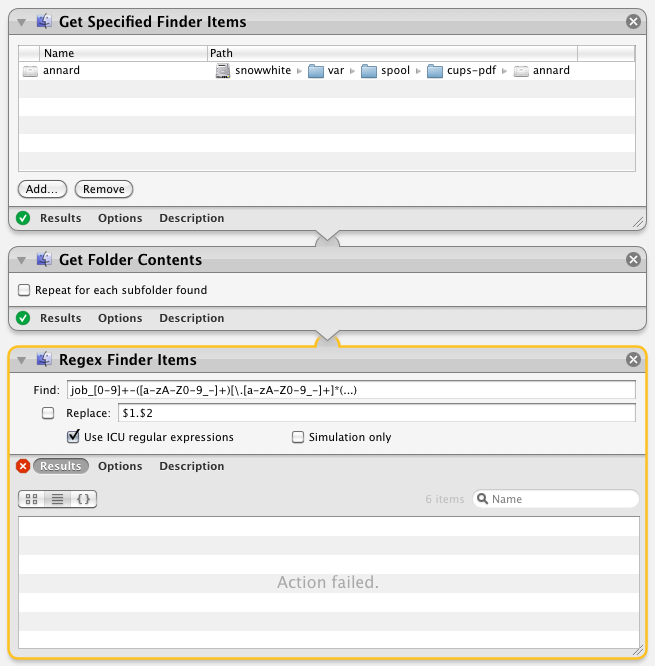 Get Specified Finder Items
Name Path
annard snowwhite var spool cups-pdf annard
Add... Remove
Results Options Description
Get Folder Contents
Repeat for each subfolder found
Results Options Description
Regex Finder Items
Find: job_[0-9]+-([a-zA-Z0-9_-]+)[\.[a-zA-Z0-9_-]+]*(...)
Replace: $1.$2
Use ICU regular expressions Simulation only
Results Options Description
{} 6 items Name
Action failed.